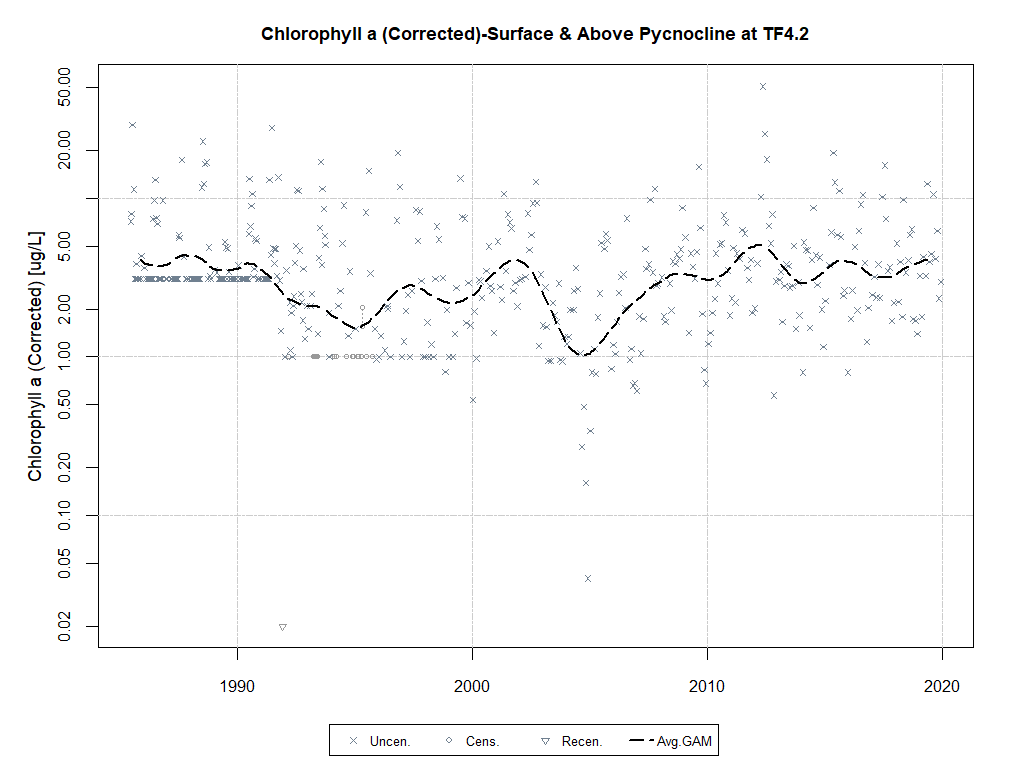 Chlorophyll a (Corrected)-Surface & Above Pycnocline at TF4.2
Chlorophyll a (Corrected) [ug/L]
50.00
20.00
5.00
2.00
1.00
0.50
0.20
0.10
0.05
0.02
1990
2000
2010
2020
Uncen.
Cens.
Recen.
Avg.GAM